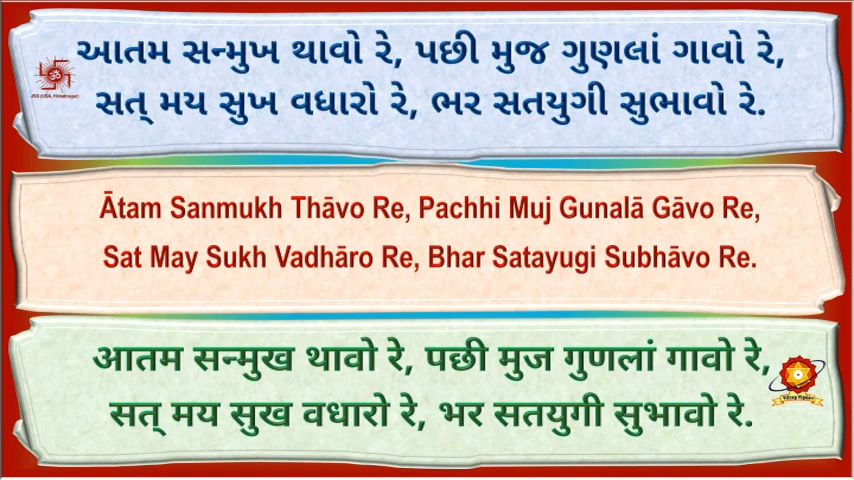 આતમ સન્મુખ થાવો રે, પછી મુજ ગુણલાં ગાવો રે,
સત્ મય સુખ વધારો રે, ભર સતયુગી સુભાવો રે.
Ātam Sanmukh Thāvo Re, Pachhi Muj Gunalā Gāvo Re,
Sat May Sukh Vadhāro Re, Bhar Satayugi Subhāvo Re.
आतम सन्मुख थावो रे, पछी मुज गुणलां गावो रे,
सत् मय सुख वधारो रे, भर सतयुगी सुभावो रे.